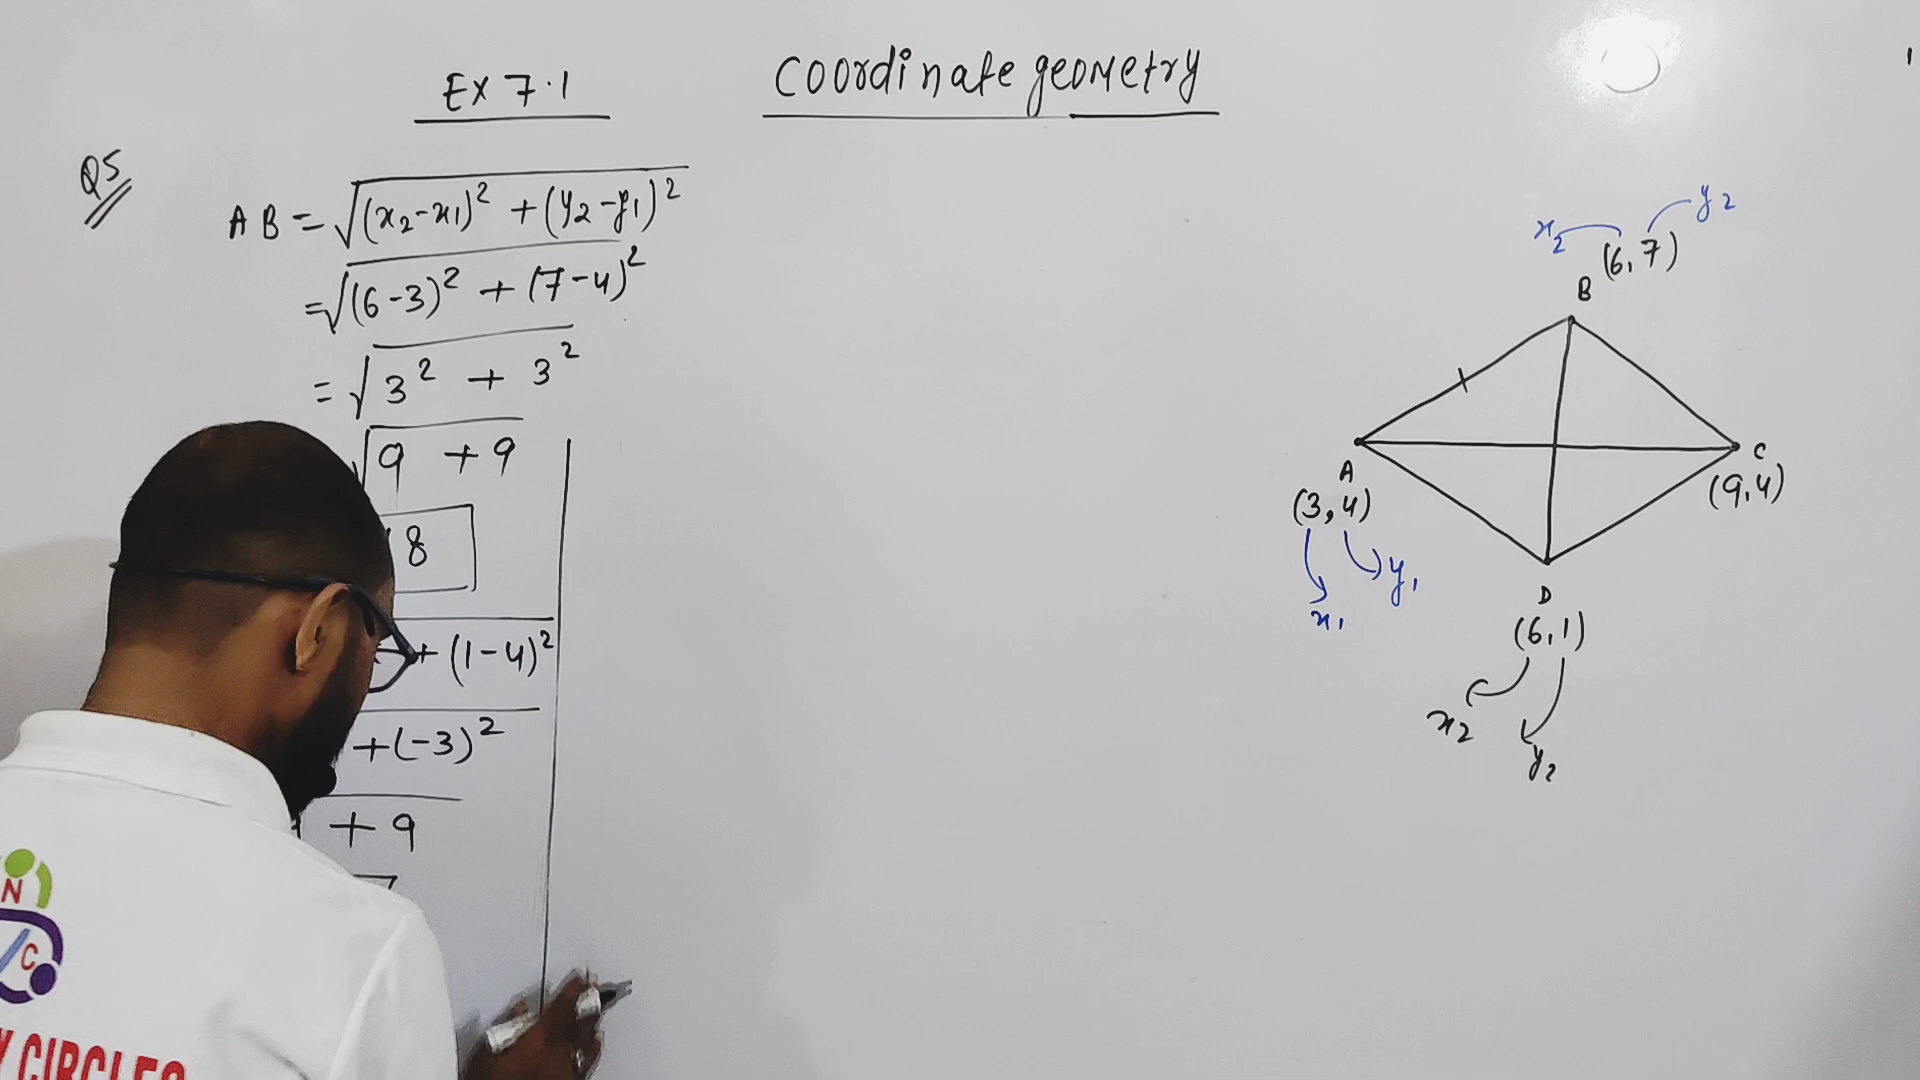 Ex 7.1
Coordinate geometry
Q5
AB = √(x₂-x₁)² + (y₂-y₁)²
= √(6-3)² + (7-4)²
= √3² + 3²
√9 + 9
8
+ (1-4)²
+(-3)²
+ 9
x₂ y₂
(6,7)
B
A
(3,4)
x₁ y₁
C
(9,4)
D
(6,1)
x₂ y₂
N
C
CIRCLES